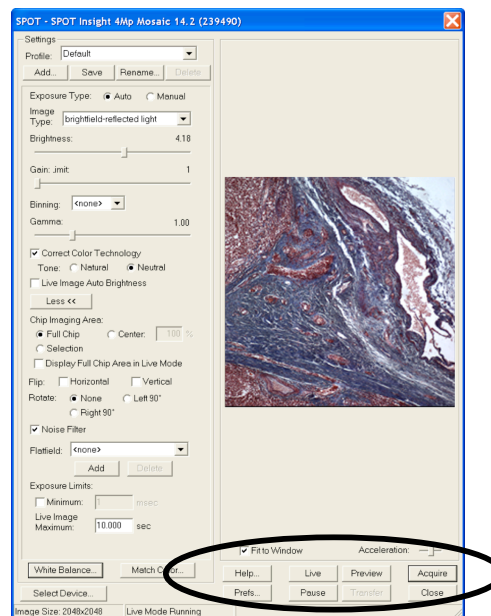 SPOT - SPOT Insight 4Mp Mosaic 14.2 (239490)
Settings
Profile: Default
Add... Save Rename... Delete
Exposure Type: Auto Manual
Image Type: brightfield-reflected light
Brightness: 4.18
Gain: .imit: 1
Binning: <none>
Gamma: 1.00
Correct Color Technology
Tone: Natural Neutral
Live Image Auto Brightness
Less <<
Chip Imaging Area:
Full Chip Center: 100 %
Selection
Display Full Chip Area in Live Mode
Flip: Horizontal Vertical
Rotate: None Left 90°
Right 90°
Noise Filter
Flatfield: <none>
Add Delete
Exposure Limits:
Minimum: 1 msec
Live Image
Maximum: 10.000 sec
White Balance... Match Color...
Select Device...
Image Size: 2048x2048 Live Mode Running
Fit to Window Acceleration:
Help... Live Preview Acquire
Prefs... Pause Transfer Close